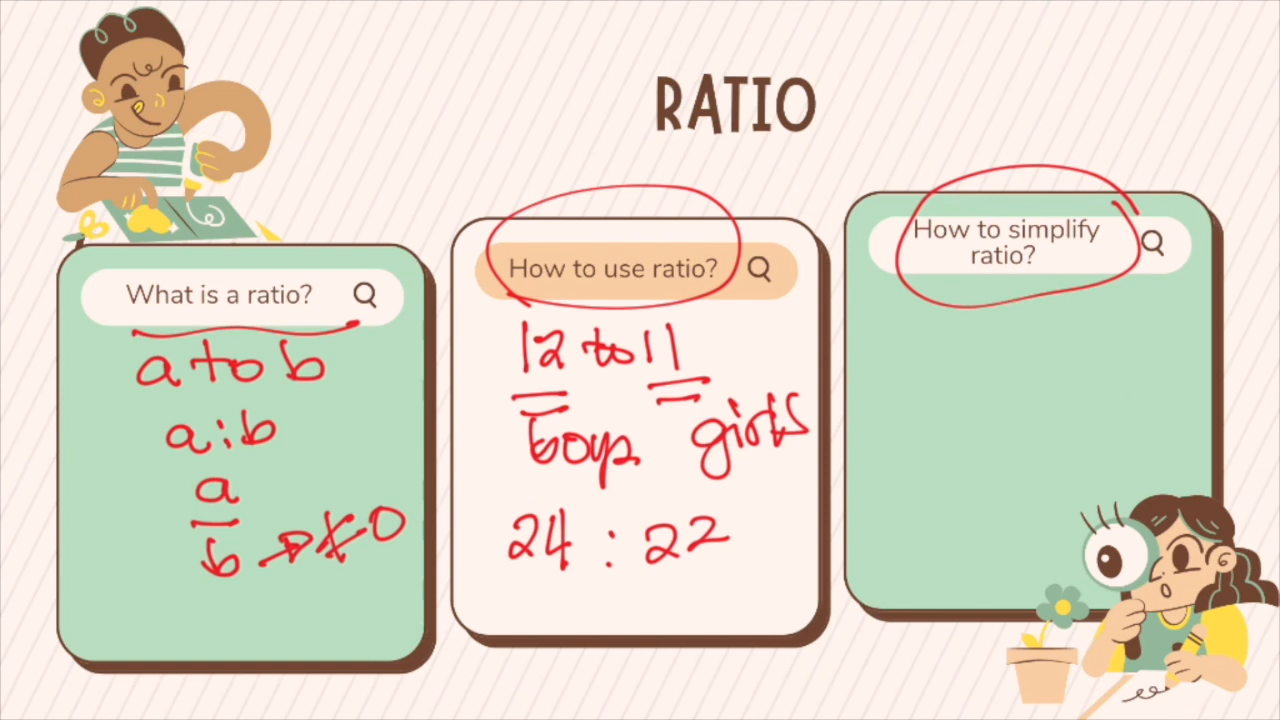 RATIO
What is a ratio?
a to b
a:b
a
b → ≠ 0
How to use ratio?
12 to 11
boys girls
24 : 22
How to simplify
ratio?